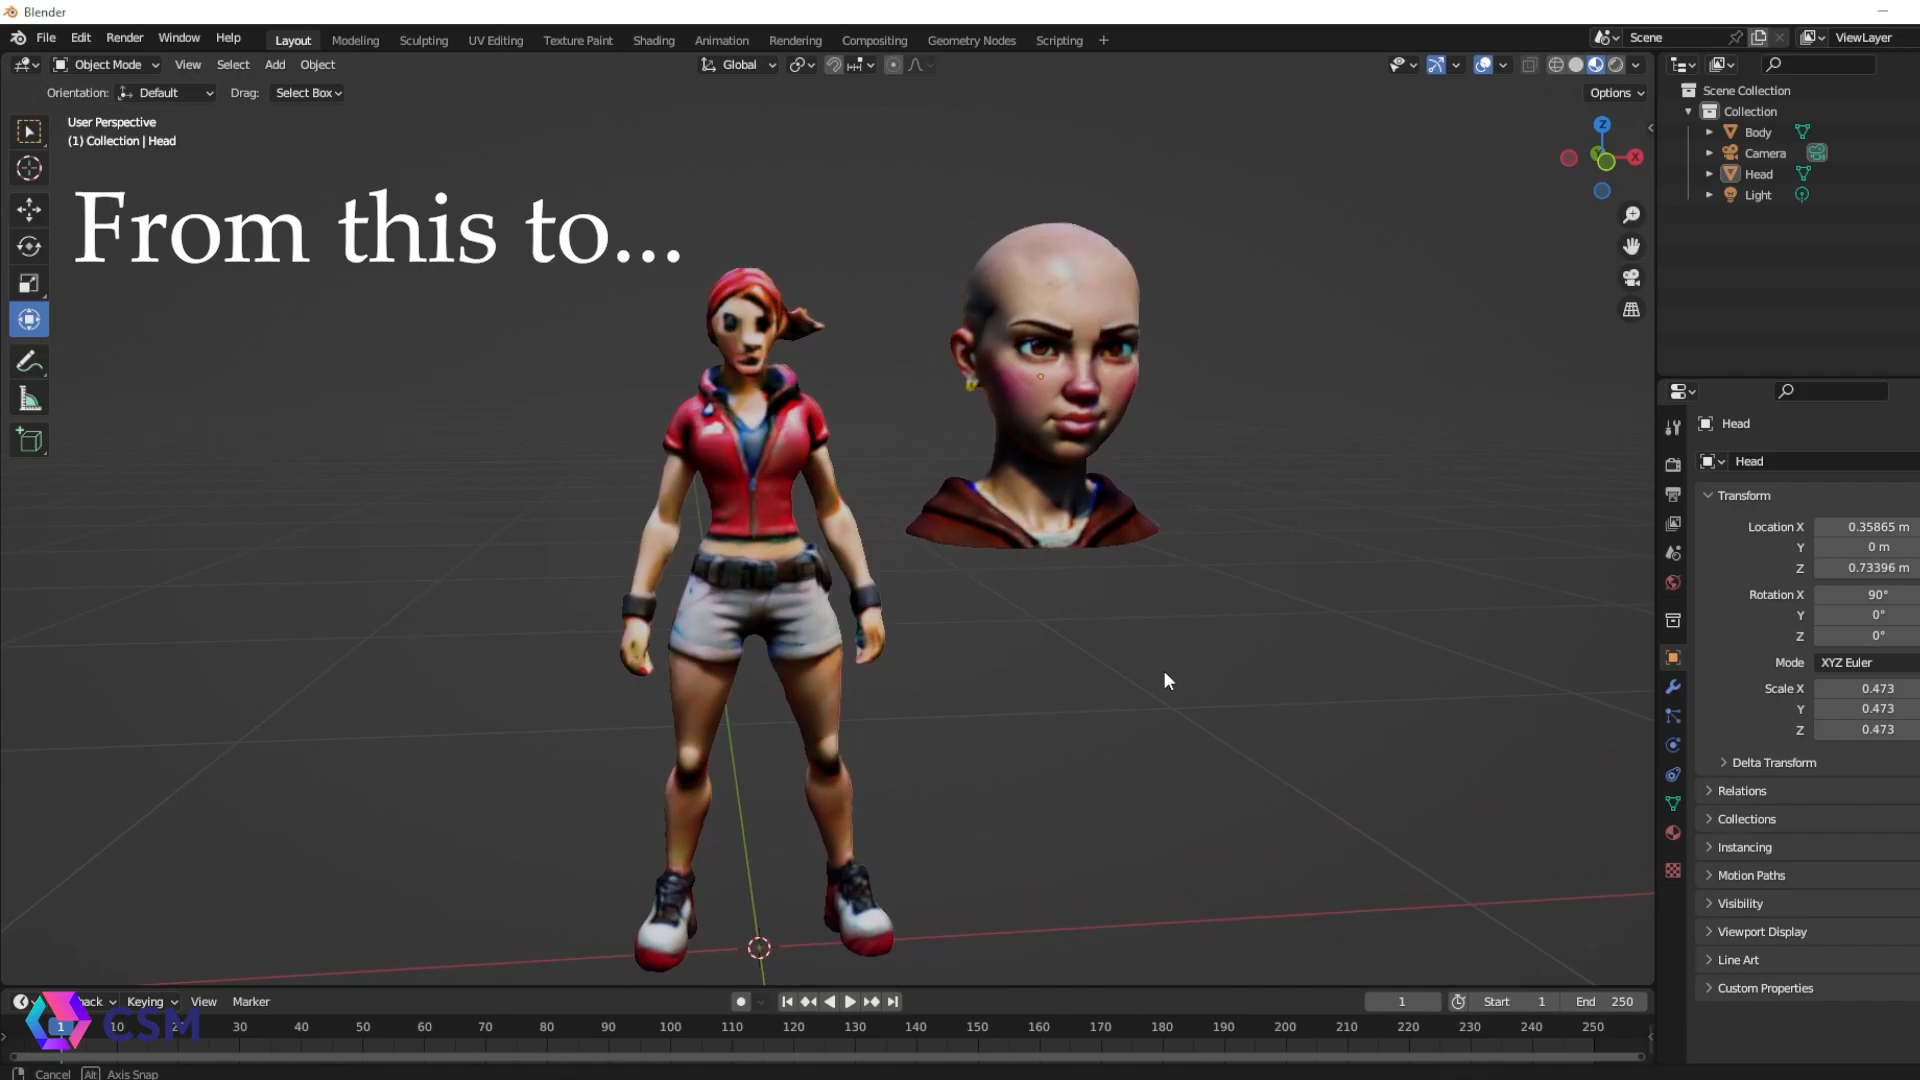 Blender
File Edit Render Window Help Layout Modeling Sculpting UV Editing Texture Paint Shading Animation Rendering Compositing Geometry Nodes Scripting + Scene ViewLayer
Object Mode View Select Add Object Global
Orientation: Default Drag: Select Box Options
User Perspective
(1) Collection | Head
From this to...
Z
X
Y
Scene Collection
Collection
Body
Camera
Head
Light
Head
Head
Transform
Location X 0.35865 m
Y 0 m
Z 0.73396 m
Rotation X 90°
Y 0°
Z 0°
Mode XYZ Euler
Scale X 0.473
Y 0.473
Z 0.473
Delta Transform
Relations
Collections
Instancing
Motion Paths
Visibility
Viewport Display
Line Art
Custom Properties
Keying View Marker 1 Start 1 End 250
1 10 20 30 40 50 60 70 80 90 100 110 120 130 140 150 160 170 180 190 200 210 220 230 240 250
CSM
Cancel Alt Axis Snap